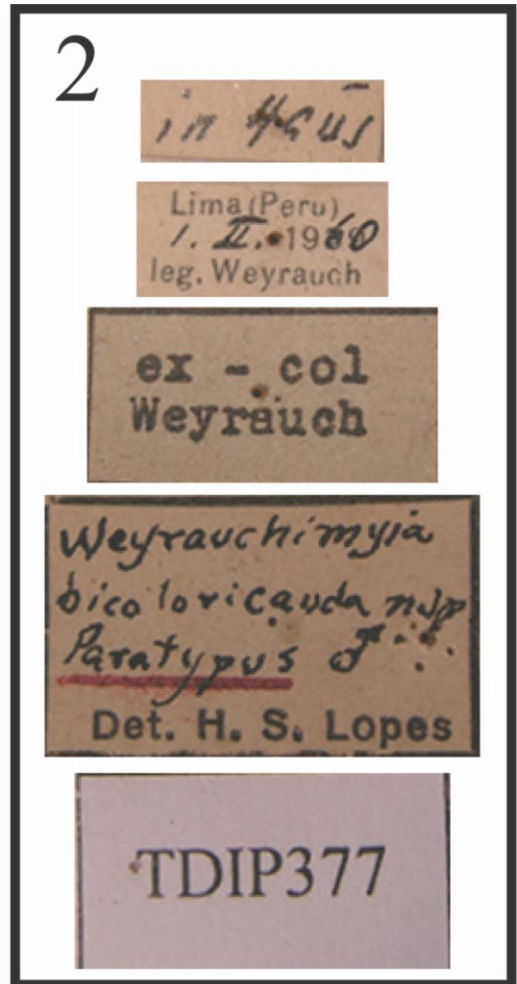 2
in Haūs
Lima (Peru)
1. II. 1960
leg. Weyrauch
ex - col
Weyrauch
Weyrauchimyia
bicoloricauda n.sp
Paratypus ♂
Det. H. S. Lopes
TDIP377